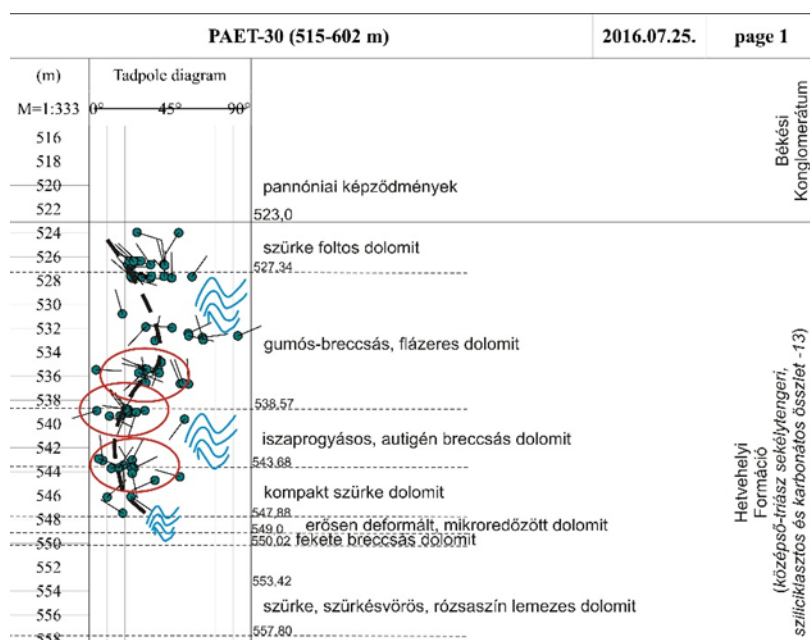 PAET-30 (515-602 m) 2016.07.25. page 1
(m) Tadpole diagram
M=1:333 0° 45° 90°
516
518
520
pannóniai képződmények
522
523,0
Békési
Konglomerátum
524
szürke foltos dolomit
526
527.34
528
530
532
gumós-breccsás, flázeres dolomit
534
536
538
538,57
540
iszaprogyásos, autigén breccsás dolomit
542
543.68
544
kompakt szürke dolomit
546
547,88
548
erősen deformált, mikroredőzött dolomit
549.0
fekete breccsás dolomit
550
550,02
552
553,42
554
szürke, szürkésvörös, rózsaszín lemezes dolomit
556
557.80
558
Hetvehelyi
Formáció
(középső-triász sekélytengeri,
sziliciklasztos és karbonátos összlet -13)